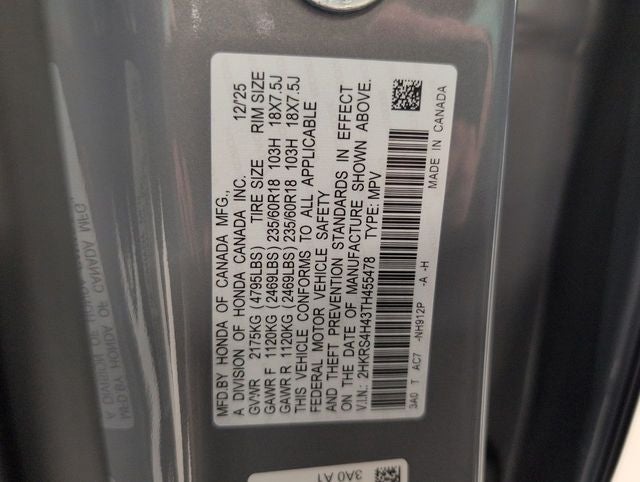 MFD.BY HONDA OF CANADA MFG.,
A DIVISION OF HONDA CANADA INC. 12/25
GVWR 2175KG (4795LBS) TIRE SIZE RIM SIZE
GAWR F 1120KG (2469LBS) 235/60R18 103H 18X7.5J
GAWR R 1120KG (2469LBS) 235/60R18 103H 18X7.5J
THIS VEHICLE CONFORMS TO ALL APPLICABLE
FEDERAL MOTOR VEHICLE SAFETY
AND THEFT PREVENTION STANDARDS IN EFFECT
ON THE DATE OF MANUFACTURE SHOWN ABOVE.
V.I.N.: 2HKRS4H43TH455478 TYPE: MPV
3A0 T AC7 -NH912P -A -H MADE IN CANADA
3A0 A1